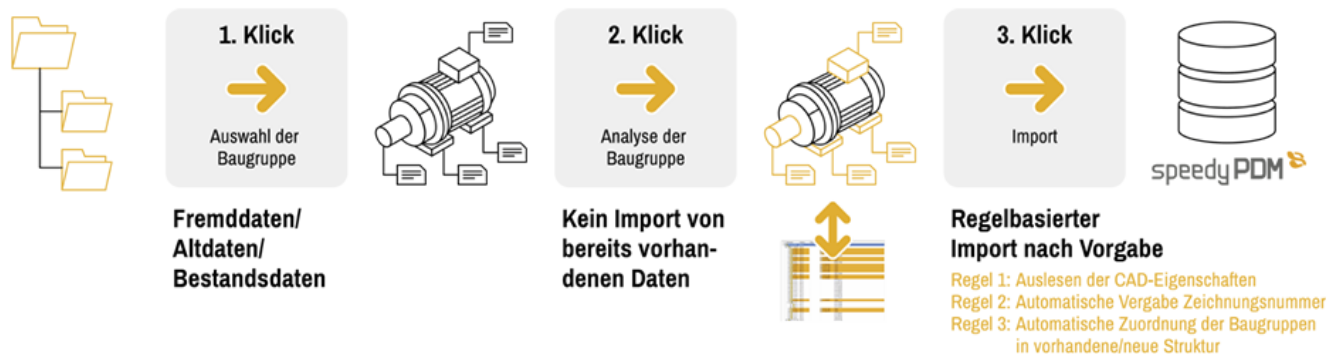 1. Klick
Auswahl der
Baugruppe
Fremddaten/
Altdaten/
Bestandsdaten
2. Klick
Analyse der
Baugruppe
Kein Import von
bereits vorhan-
denen Daten
3. Klick
Import
speedyPDM
Regelbasierter
Import nach Vorgabe
Regel 1: Auslesen der CAD-Eigenschaften
Regel 2: Automatische Vergabe Zeichnungsnummer
Regel 3: Automatische Zuordnung der Baugruppen
in vorhandene/neue Struktur